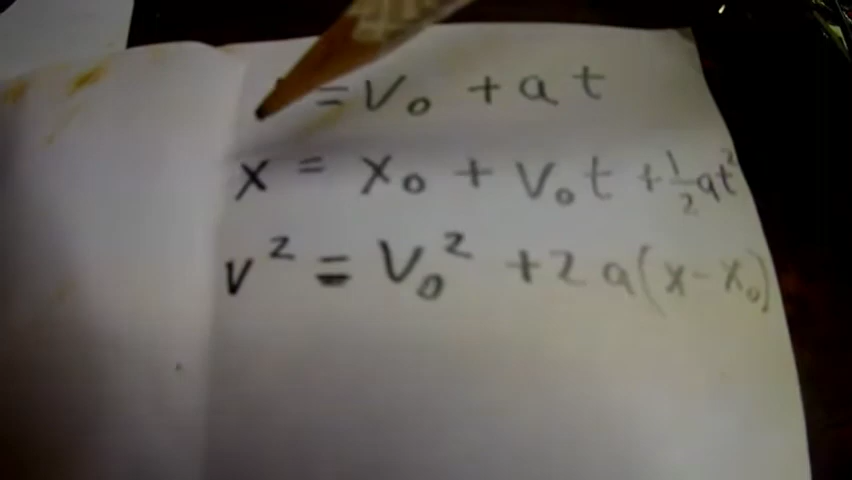 = V₀ + at
x = x₀ + v₀t + ½at²
v² = V₀² + 2a(x - x₀)